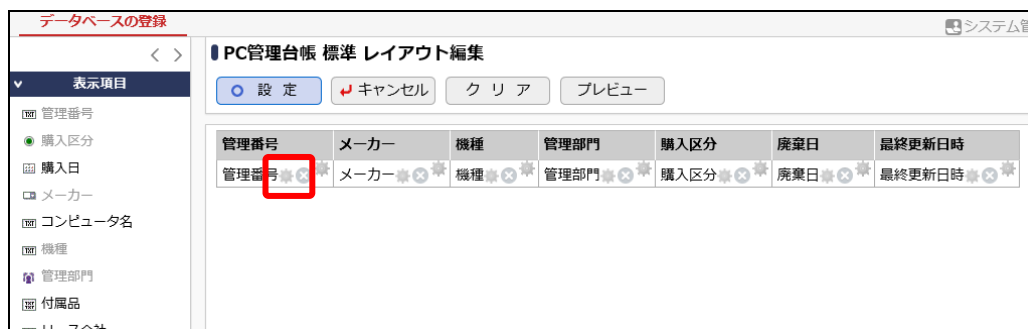 データベースの登録
システム管
< >
PC管理台帳 標準 レイアウト編集
表示項目
設 定 キャンセル ク リ ア プレビュー
管理番号
購入区分
購入日
メーカー
コンピュータ名
機種
管理部門
付属品
管理番号 メーカー 機種 管理部門 購入区分 廃棄日 最終更新日時
管理番号 メーカー 機種 管理部門 購入区分 廃棄日 最終更新日時